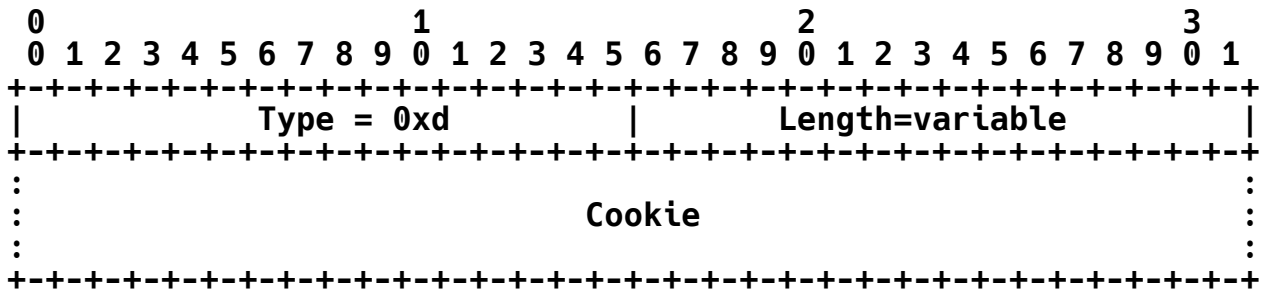 0                   1                   2                   3
 0 1 2 3 4 5 6 7 8 9 0 1 2 3 4 5 6 7 8 9 0 1 2 3 4 5 6 7 8 9 0 1
+-+-+-+-+-+-+-+-+-+-+-+-+-+-+-+-+-+-+-+-+-+-+-+-+-+-+-+-+-+-+-+-+
|            Type = 0xd         |       Length=variable         |
+-+-+-+-+-+-+-+-+-+-+-+-+-+-+-+-+-+-+-+-+-+-+-+-+-+-+-+-+-+-+-+-+
:                                                               :
:                             Cookie                            :
:                                                               :
+-+-+-+-+-+-+-+-+-+-+-+-+-+-+-+-+-+-+-+-+-+-+-+-+-+-+-+-+-+-+-+-+